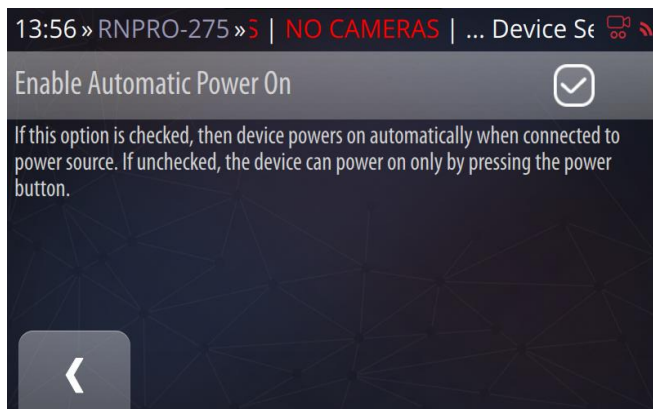 13:56 » RNPRO-275 » S | NO CAMERAS | ... Device Se
Enable Automatic Power On
If this option is checked, then device powers on automatically when connected to
power source. If unchecked, the device can power on only by pressing the power
button.